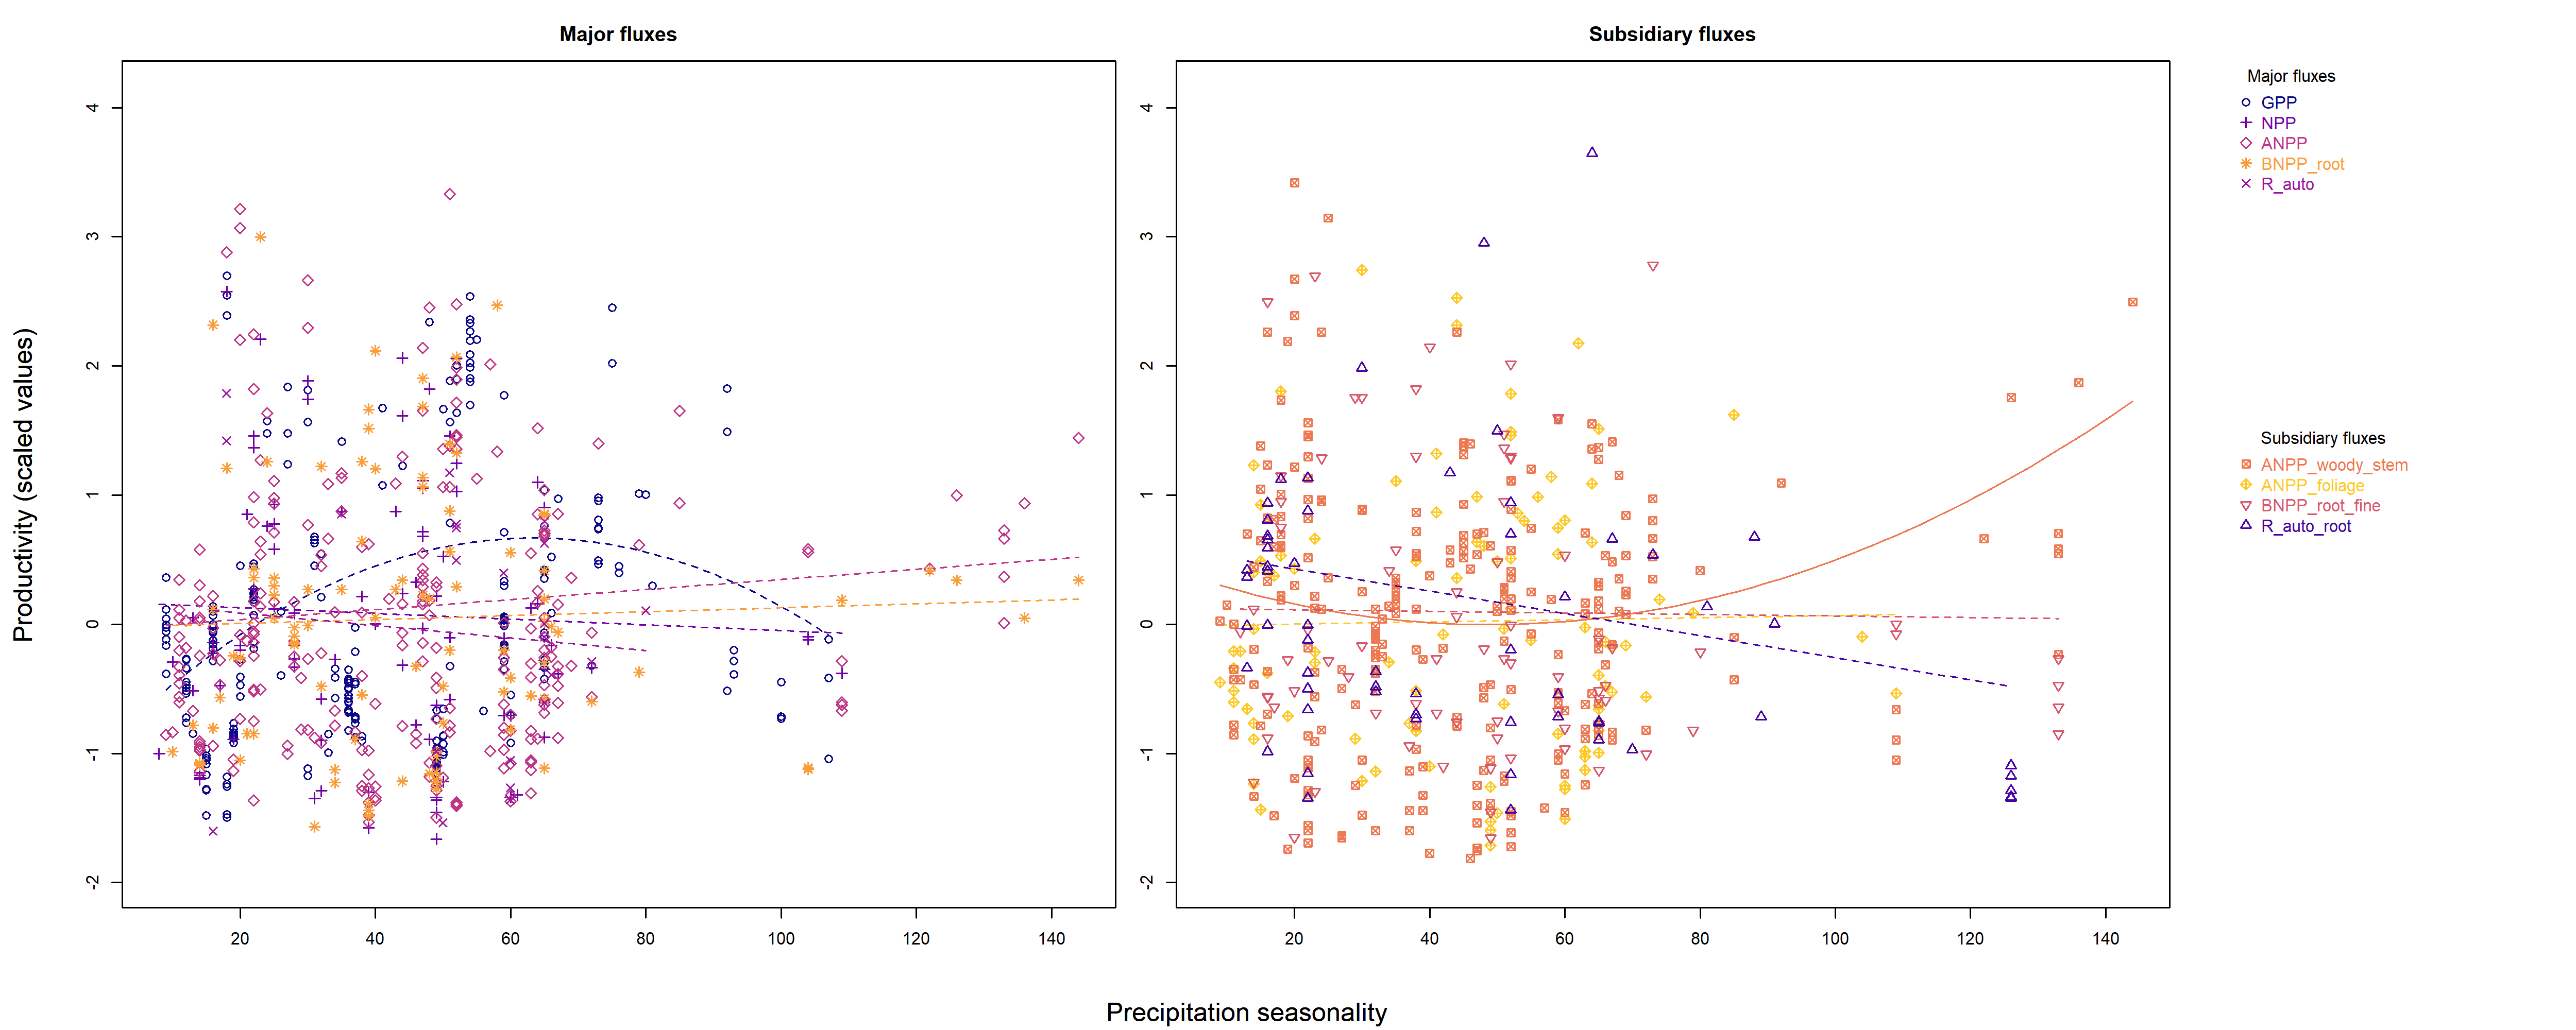 Major fluxes
Subsidiary fluxes
Productivity (scaled values)
4
3
2
1
0
-1
-2
20 40 60 80 100 120 140
4
3
2
1
0
-1
-2
20 40 60 80 100 120 140
Precipitation seasonality
Major fluxes
GPP
NPP
ANPP
BNPP_root
R_auto
Subsidiary fluxes
ANPP_woody_stem
ANPP_foliage
BNPP_root_fine
R_auto_root